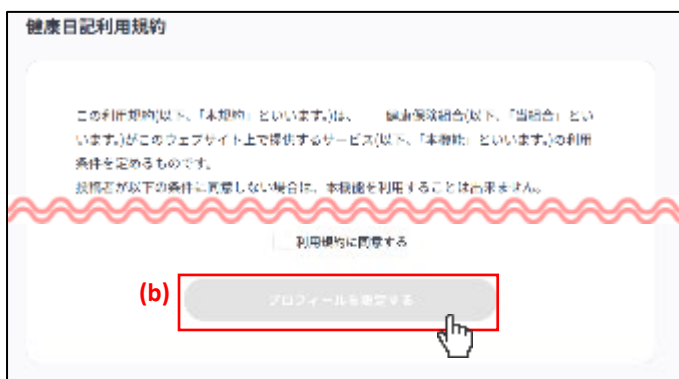 健康日記利用規約
この利用規約(以下、「本規約」といいます。)は、 健康保険組合(以下、「当組合」とい
います。)がこのウェブサイト上で提供するサービス(以下、「本機能」といいます。)の利用
条件を定めるものです。
投稿者が以下の条件に同意しない場合は、本機能を利用することは出来ません。
利用規約に同意する
(b)
プロフィールを設定する